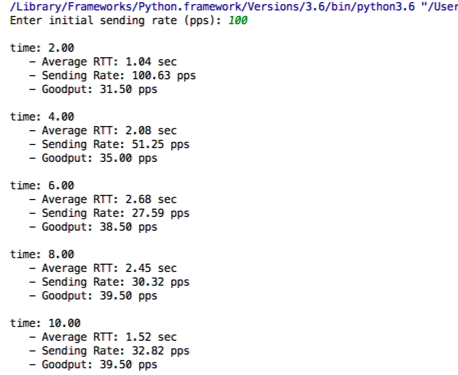 /Library/Frameworks/Python.framework/Versions/3.6/bin/python3.6 "/User
Enter initial sending rate (pps): 100
time: 2.00
- Average RTT: 1.04 sec
- Sending Rate: 100.63 pps
- Goodput: 31.50 pps
time: 4.00
- Average RTT: 2.08 sec
- Sending Rate: 51.25 pps
- Goodput: 35.00 pps
time: 6.00
- Average RTT: 2.68 sec
- Sending Rate: 27.59 pps
- Goodput: 38.50 pps
time: 8.00
- Average RTT: 2.45 sec
- Sending Rate: 30.32 pps
- Goodput: 39.50 pps
time: 10.00
- Average RTT: 1.52 sec
- Sending Rate: 32.82 pps
- Goodput: 39.50 pps